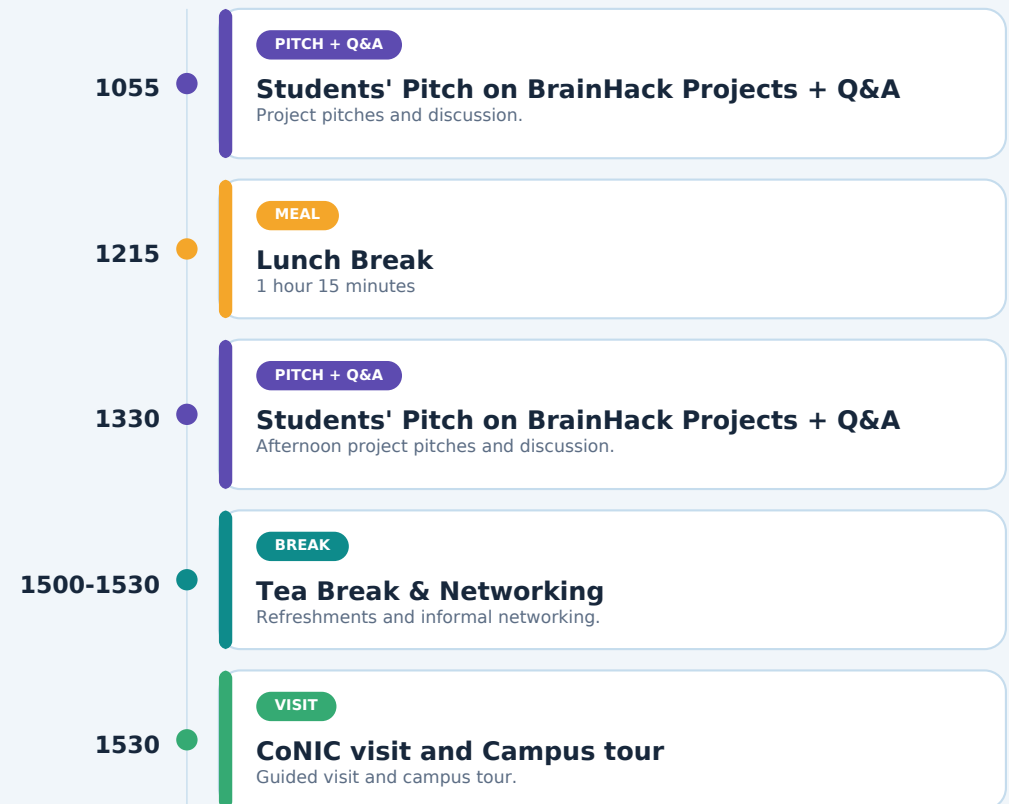 PITCH + Q&A
1055
Students' Pitch on BrainHack Projects + Q&A
Project pitches and discussion.
MEAL
1215
Lunch Break
1 hour 15 minutes
PITCH + Q&A
1330
Students' Pitch on BrainHack Projects + Q&A
Afternoon project pitches and discussion.
BREAK
1500-1530
Tea Break & Networking
Refreshments and informal networking.
VISIT
1530
CoNIC visit and Campus tour
Guided visit and campus tour.